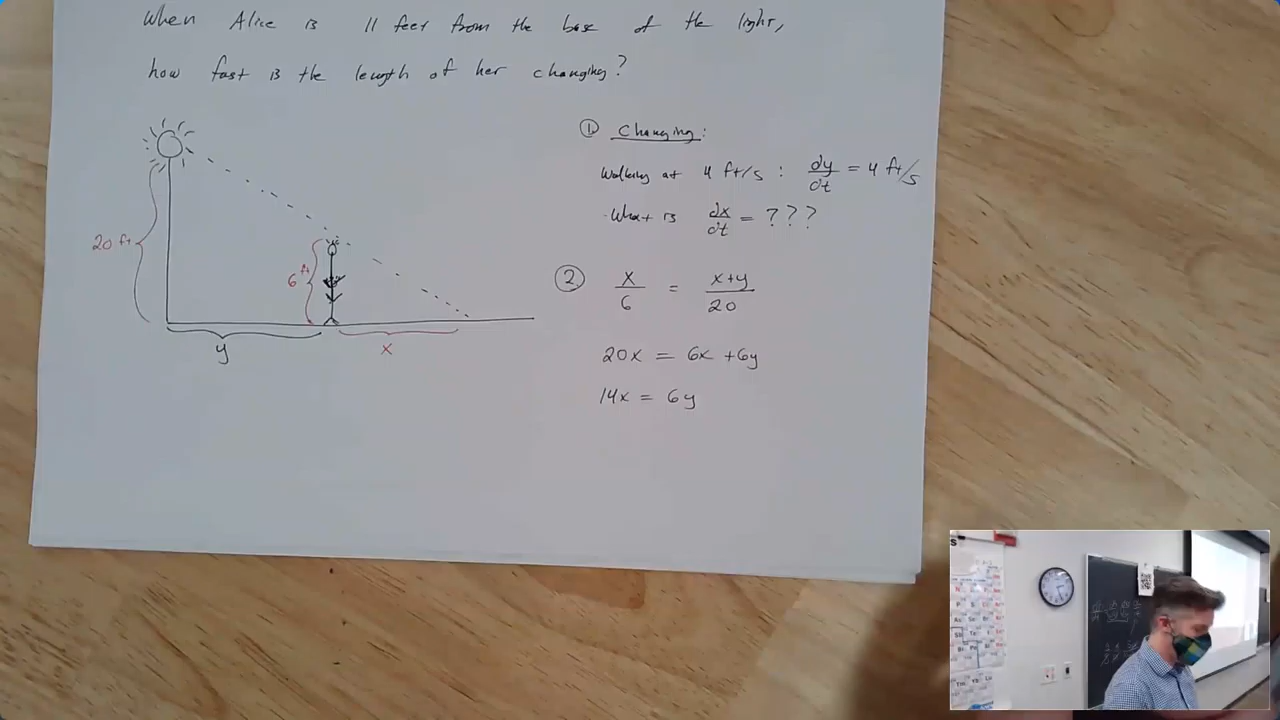 When Alice is 11 feet from the base of the light,
how fast is the length of her changing?
① Changing:
Walking at 4 ft/s : dy/dt = 4 ft/s
What is dx/dt = ???
20 ft
6 ft
y
x
② x/6 = x+y/20
20x = 6x + 6y
14x = 6y